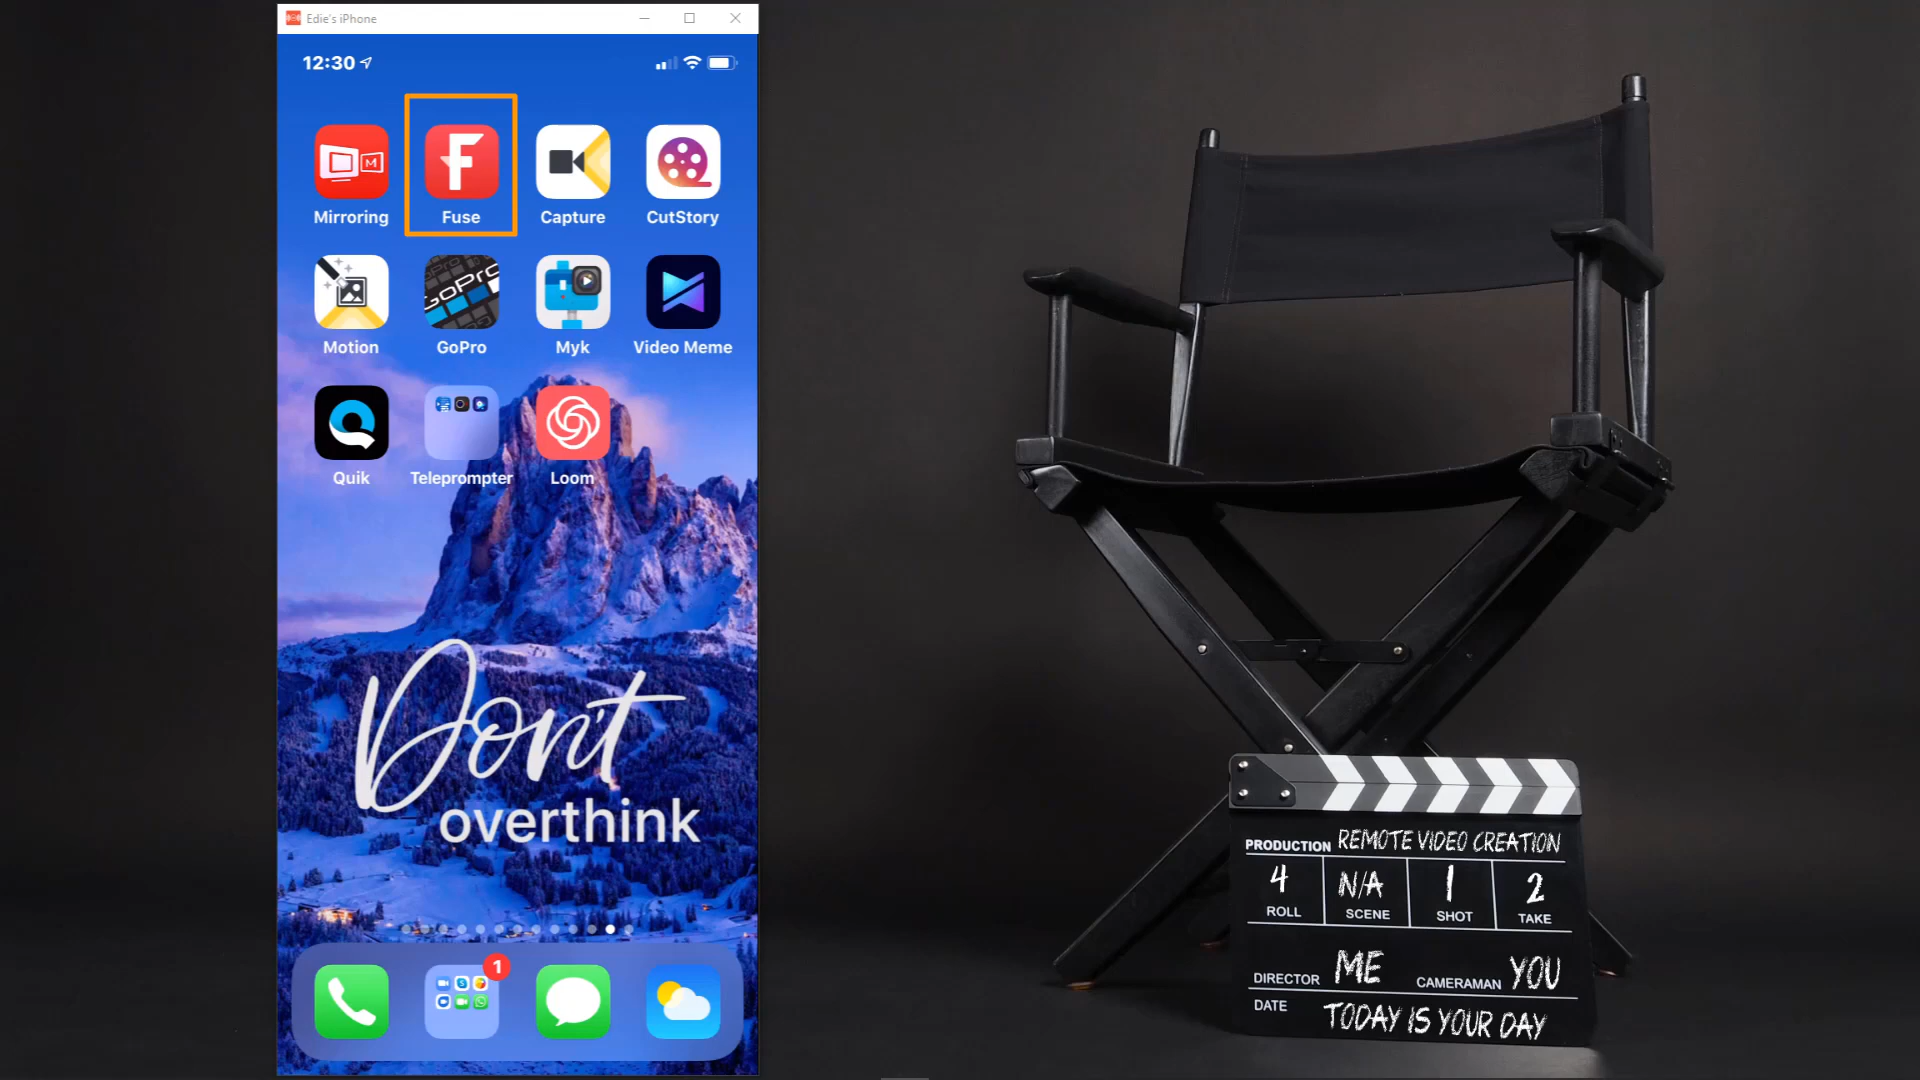 Edie's iPhone
12:30
M
Mirroring
F
Fuse
Capture
CutStory
Motion
GoPro
GoPro
Myk
Video Meme
Quik
Teleprompter
Loom
Don't
overthink
1
PRODUCTION REMOTE VIDEO CREATION
4 N/A 1 2
ROLL SCENE SHOT TAKE
DIRECTOR ME CAMERAMAN YOU
DATE TODAY IS YOUR DAY